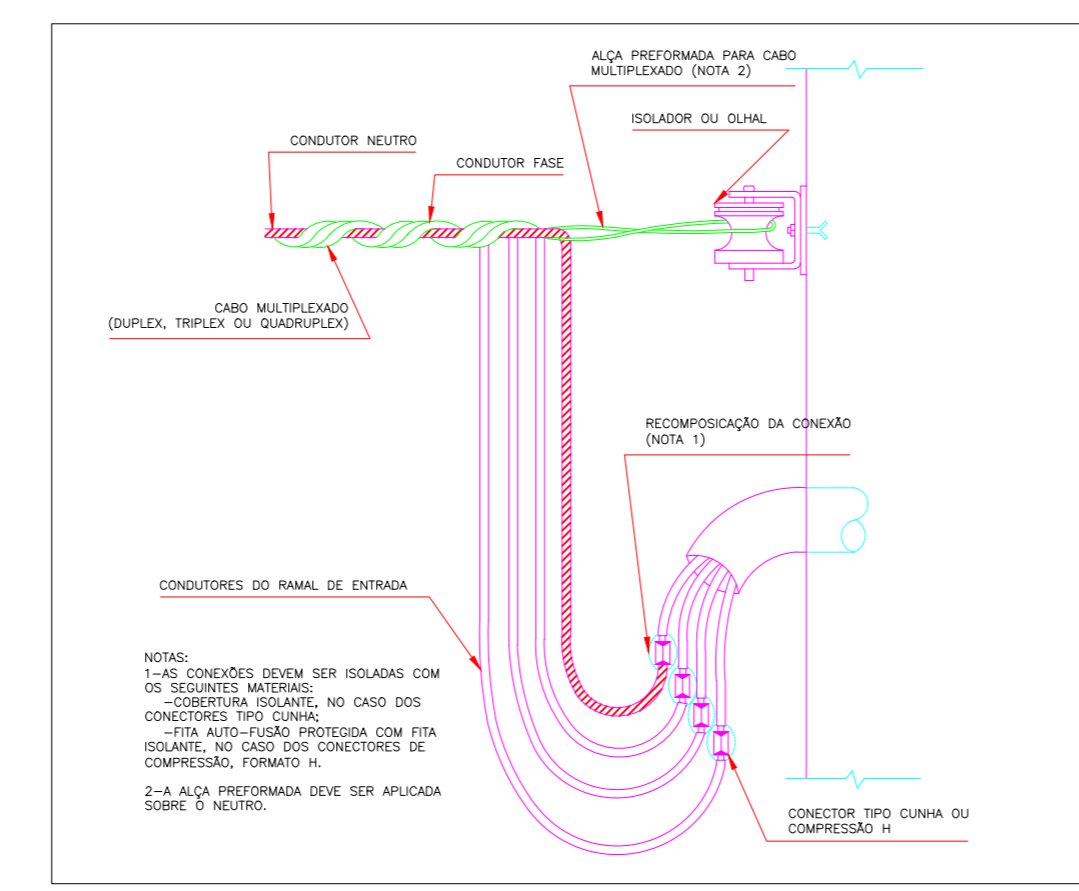 ALÇA PREFORMADA PARA CABO
MULTIPLEXADO (NOTA 2)
ISOLADOR OU OLHAL
CONDUTOR NEUTRO
CONDUTOR FASE
CABO MULTIPLEXADO
(DUPLEX, TRIPLEX OU QUADRUPLEX)
RECOMPOSICAÇÃO DA CONEXÃO
(NOTA 1)
CONDUTORES DO RAMAL DE ENTRADA
NOTAS:
1-AS CONEXÕES DEVEM SER ISOLADAS COM
OS SEGUINTES MATERIAIS:
-COBERTURA ISOLANTE, NO CASO DOS
CONECTORES TIPO CUNHA;
-FITA AUTO-FUSÃO PROTEGIDA COM FITA
ISOLANTE, NO CASO DOS CONECTORES DE
COMPRESSÃO, FORMATO H.
2-A ALÇA PREFORMADA DEVE SER APLICADA
SOBRE O NEUTRO.
CONECTOR TIPO CUNHA OU
COMPRESSÃO H